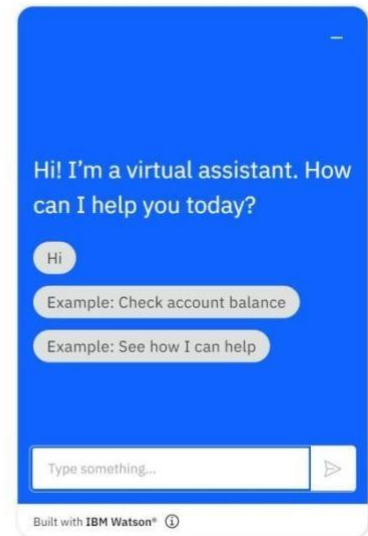 Hi! I'm a virtual assistant. How
can I help you today?
Hi
Example: Check account balance
Example: See how I can help
Type something...
Built with IBM Watson®